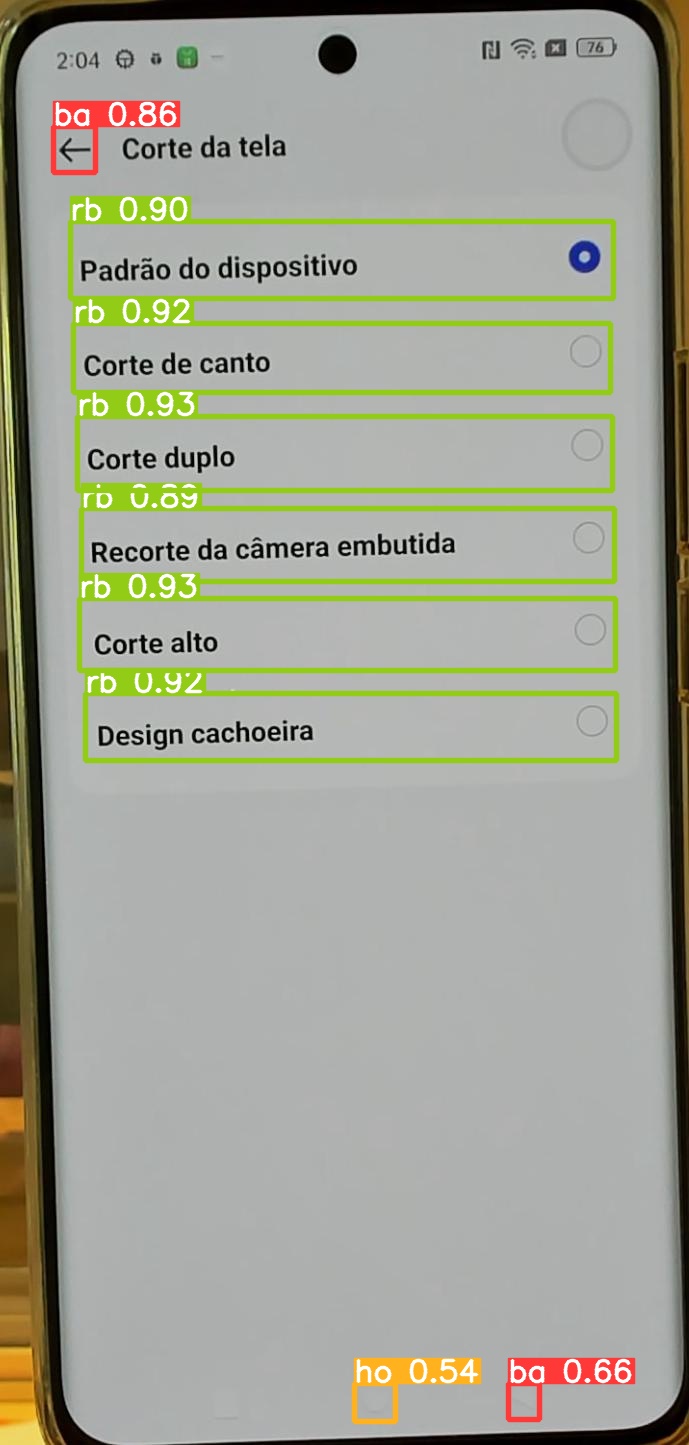 2:04
76
ba 0.86
Corte da tela
rb 0.90
Padrão do dispositivo
rb 0.92
Corte de canto
rb 0.93
Corte duplo
rb 0.89
Recorte da câmera embutida
rb 0.93
Corte alto
rb 0.92
Design cachoeira
ho 0.54
ba 0.66